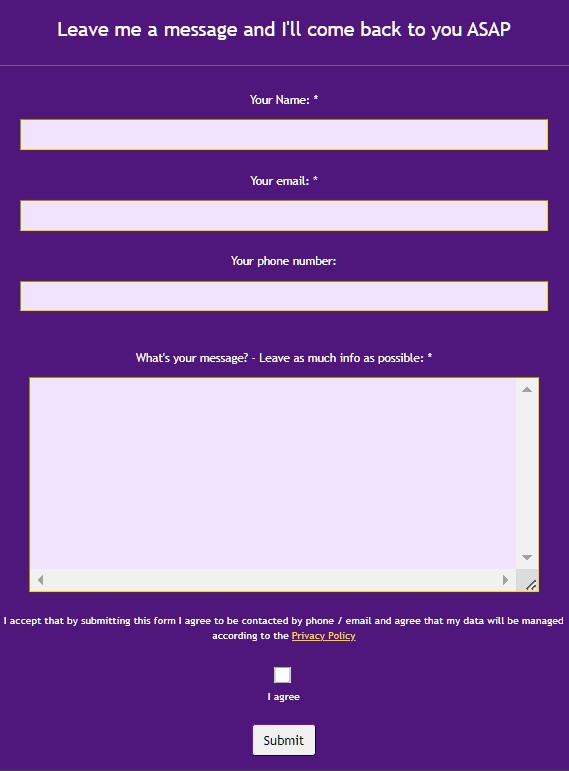 Leave me a message and I'll come back to you ASAP
Your Name: *
Your email: *
Your phone number:
What's your message? - Leave as much info as possible: *
I accept that by submitting this form I agree to be contacted by phone / email and agree that my data will be managed
according to the Privacy Policy
I agree
Submit